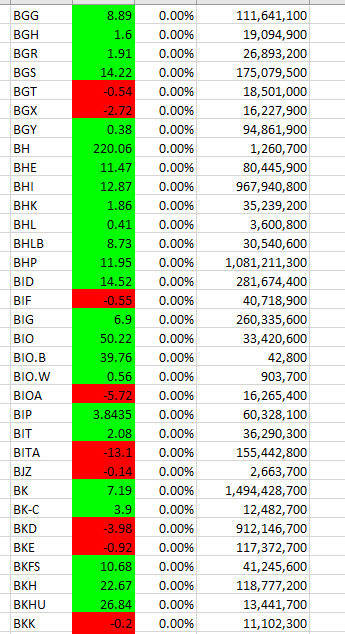 BGG 8.89 0.00% 111,641,100
BGH 1.6 0.00% 19,094,900
BGR 1.91 0.00% 26,893,200
BGS 14.22 0.00% 175,079,500
BGT -0.54 0.00% 18,501,000
BGX -2.72 0.00% 16,227,900
BGY 0.38 0.00% 94,861,900
BH 220.06 0.00% 1,260,700
BHE 11.47 0.00% 80,445,900
BHI 12.87 0.00% 967,940,800
BHK 1.86 0.00% 35,239,200
BHL 0.41 0.00% 3,600,800
BHLB 8.73 0.00% 30,540,600
BHP 11.95 0.00% 1,081,211,300
BID 14.52 0.00% 281,674,400
BIF -0.55 0.00% 40,718,900
BIG 6.9 0.00% 260,335,600
BIO 50.22 0.00% 33,420,600
BIO.B 39.76 0.00% 42,800
BIO.W 0.56 0.00% 903,700
BIOA -5.72 0.00% 16,265,400
BIP 3.8435 0.00% 60,328,100
BIT 2.08 0.00% 36,290,300
BITA -13.1 0.00% 155,442,800
BJZ -0.14 0.00% 2,663,700
BK 7.19 0.00% 1,494,428,700
BK-C 3.9 0.00% 12,482,700
BKD -3.98 0.00% 912,146,700
BKE -0.92 0.00% 117,372,700
BKFS 10.68 0.00% 41,245,600
BKH 22.67 0.00% 118,777,200
BKHU 26.84 0.00% 13,441,700
BKK -0.2 0.00% 11,102,300